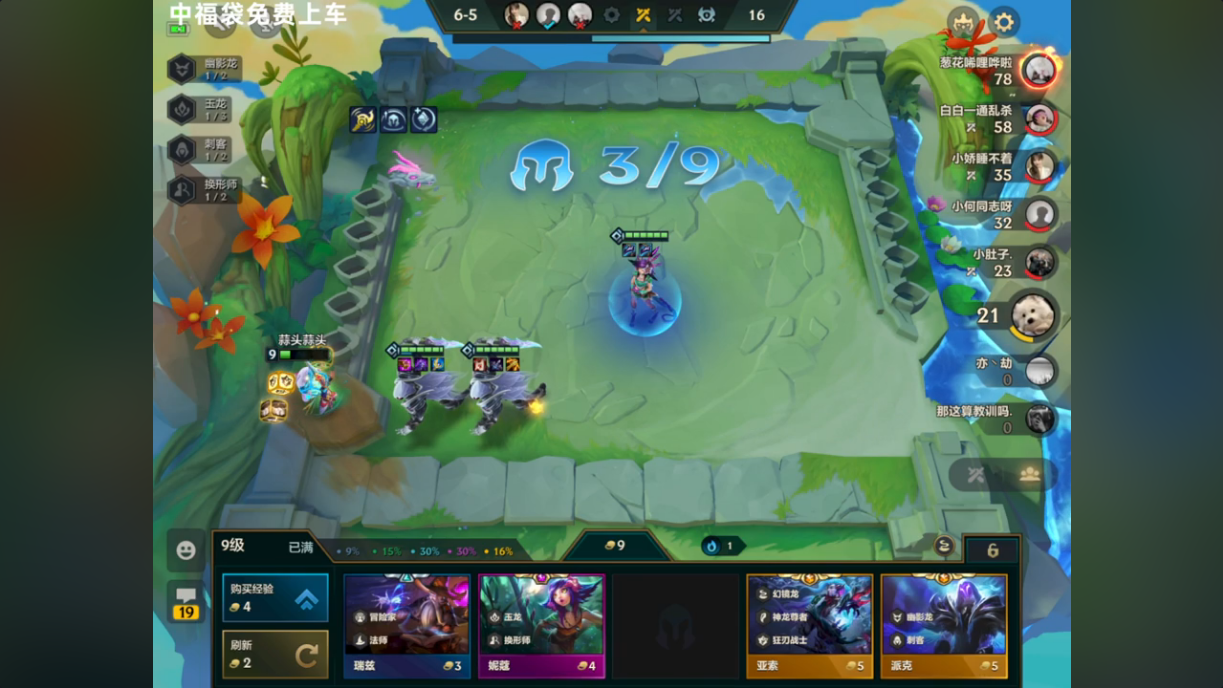 中福袋免费上车
6-5
16
幽影龙
1/2
玉龙
1/3
刺客
1/2
换形师
1/2
3/9
葱花唏哩哗啦
78
白白一通乱杀
58
小娇睡不着
35
小何同志呀
32
小肚子.
23
21
亦丶劫
0
那这算教训吗.
0
蒜头蒜头
9
9级
已满
9%
15%
30%
30%
16%
9
1
6
购买经验
4
刷新
2
19
冒险家
法师
瑞兹
3
玉龙
换形师
妮蔻
4
幻镜龙
神龙尊者
狂刃战士
亚索
5
幽影龙
刺客
派克
5